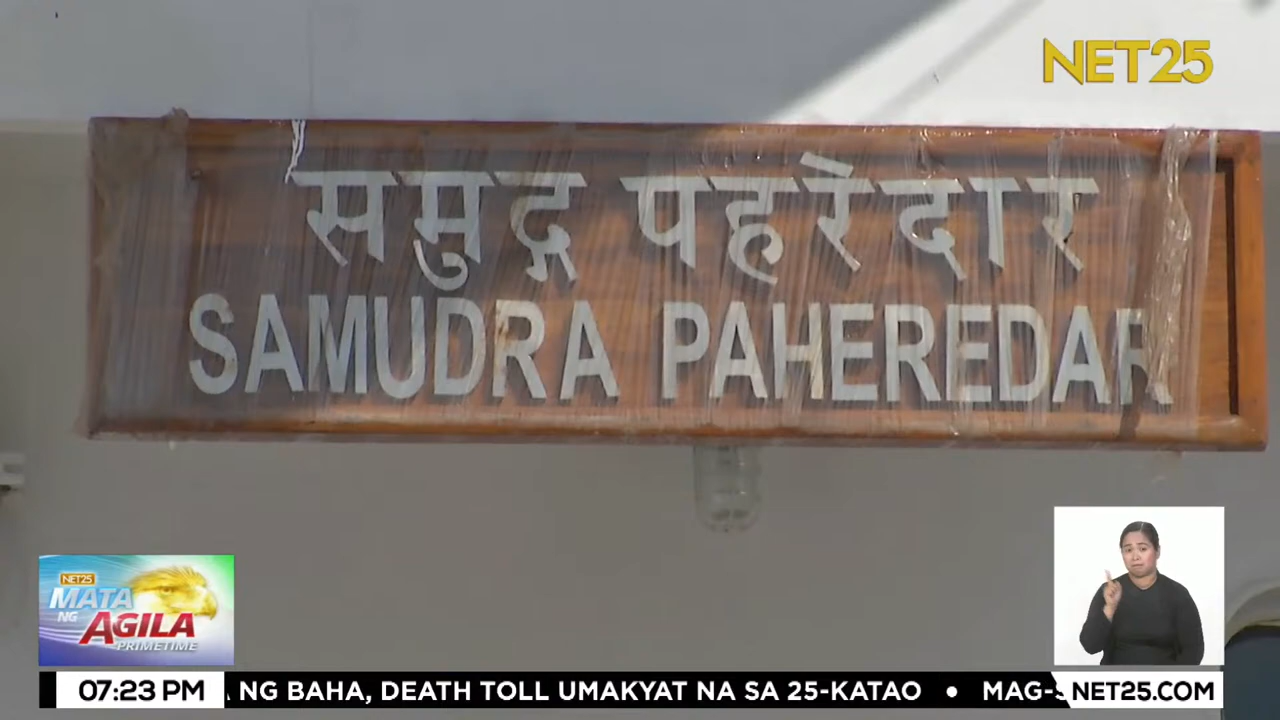 NET25
समुद्र पहरेदार
SAMUDRA PAHEREDAR
NET25
MATA
NG
AGILA
PRIMETIME
07:23 PM
NG BAHA, DEATH TOLL UMAKYAT NA SA 25-KATAO • MAG-
NET25.COM